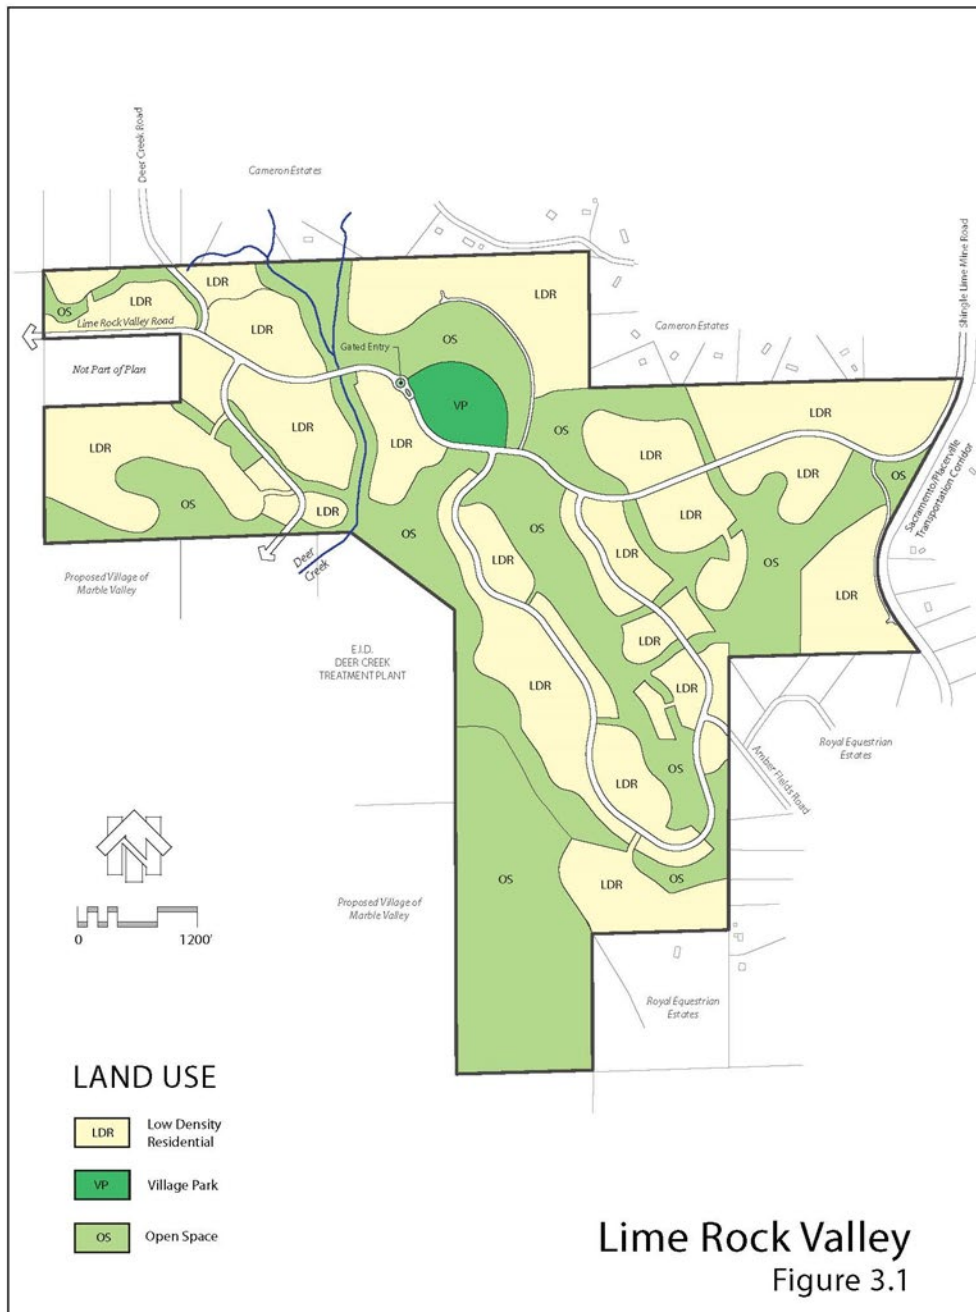 Deer Creek Road
Cameron Estates
Shingle Lime Mine Road
LDR
LDR
LDR
OS
LDR
Lime Rock Valley Road
LDR
OS
Cameron Estates
Gated Entry
Not Part of Plan
VP
LDR
OS
LDR
LDR
LDR
LDR
LDR
OS
LDR
Sacramento/Placerville
Transportation Corridor
OS
LDR
LDR
OS
OS
OS
LDR
LDR
Deer
Creek
LDR
OS
Proposed Village of
Marble Valley
LDR
LDR
E.I.D.
DEER CREEK
TREATMENT PLANT
LDR
LDR
Royal Equestrian
Estates
Amber Fields Road
OS
LDR
OS
LDR
OS
Proposed Village of
Marble Valley
0 1200'
Royal Equestrian
Estates
LAND USE
LDR Low Density
Residential
VP Village Park
OS Open Space
Lime Rock Valley
Figure 3.1